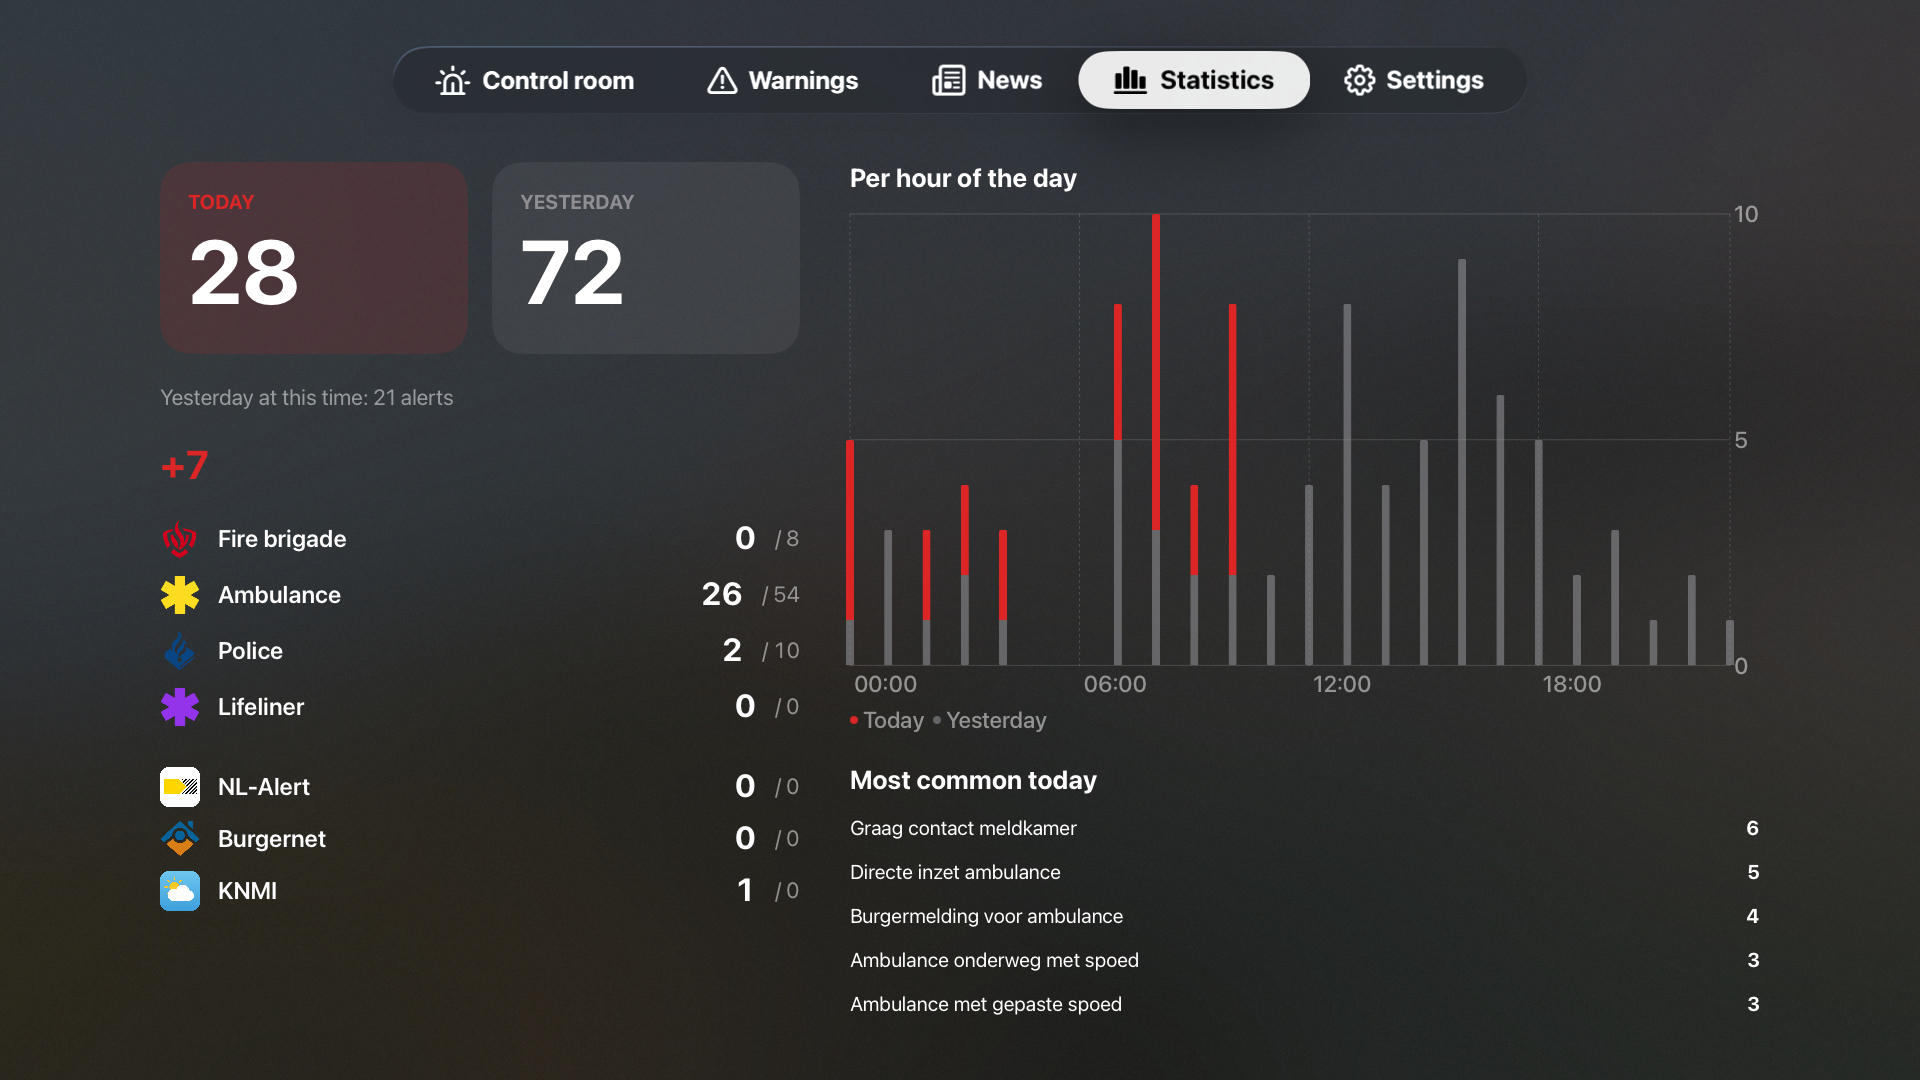 Control room
Warnings
News
Statistics
Settings
TODAY
28
YESTERDAY
72
Yesterday at this time: 21 alerts
+7
Fire brigade 0 / 8
Ambulance 26 / 54
Police 2 / 10
Lifeliner 0 / 0
NL-Alert 0 / 0
Burgernet 0 / 0
KNMI 1 / 0
Per hour of the day
10
5
0
00:00 06:00 12:00 18:00
Today Yesterday
Most common today
Graag contact meldkamer 6
Directe inzet ambulance 5
Burgermelding voor ambulance 4
Ambulance onderweg met spoed 3
Ambulance met gepaste spoed 3